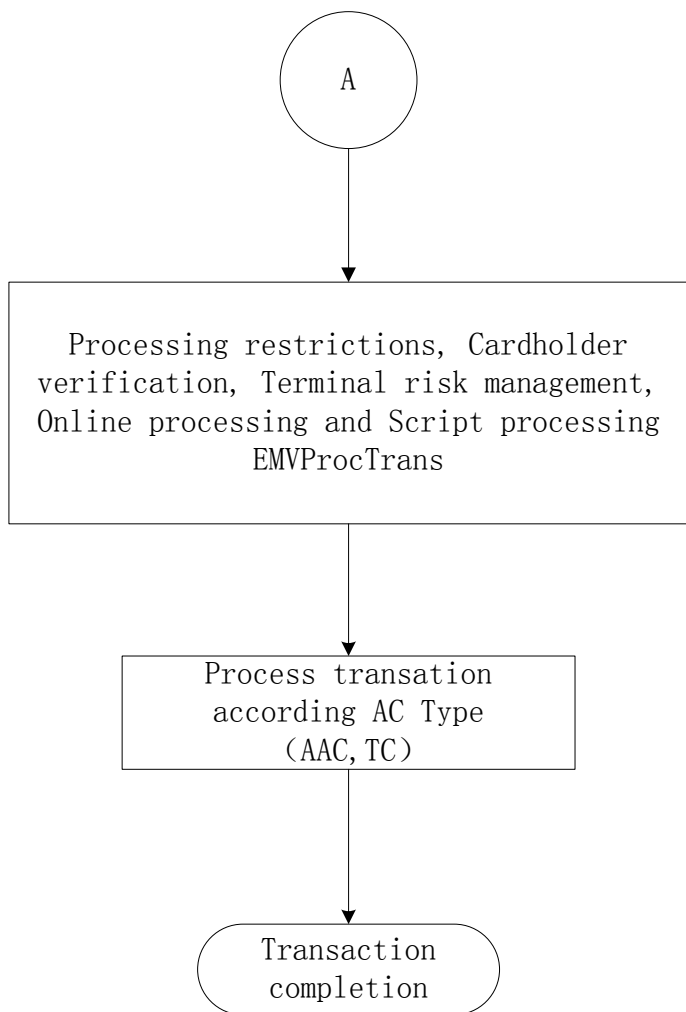 A
Processing restrictions, Cardholder
verification, Terminal risk management,
Online processing and Script processing
EMVProcTrans
Process transation
according AC Type
（AAC,TC）
Transaction
completion